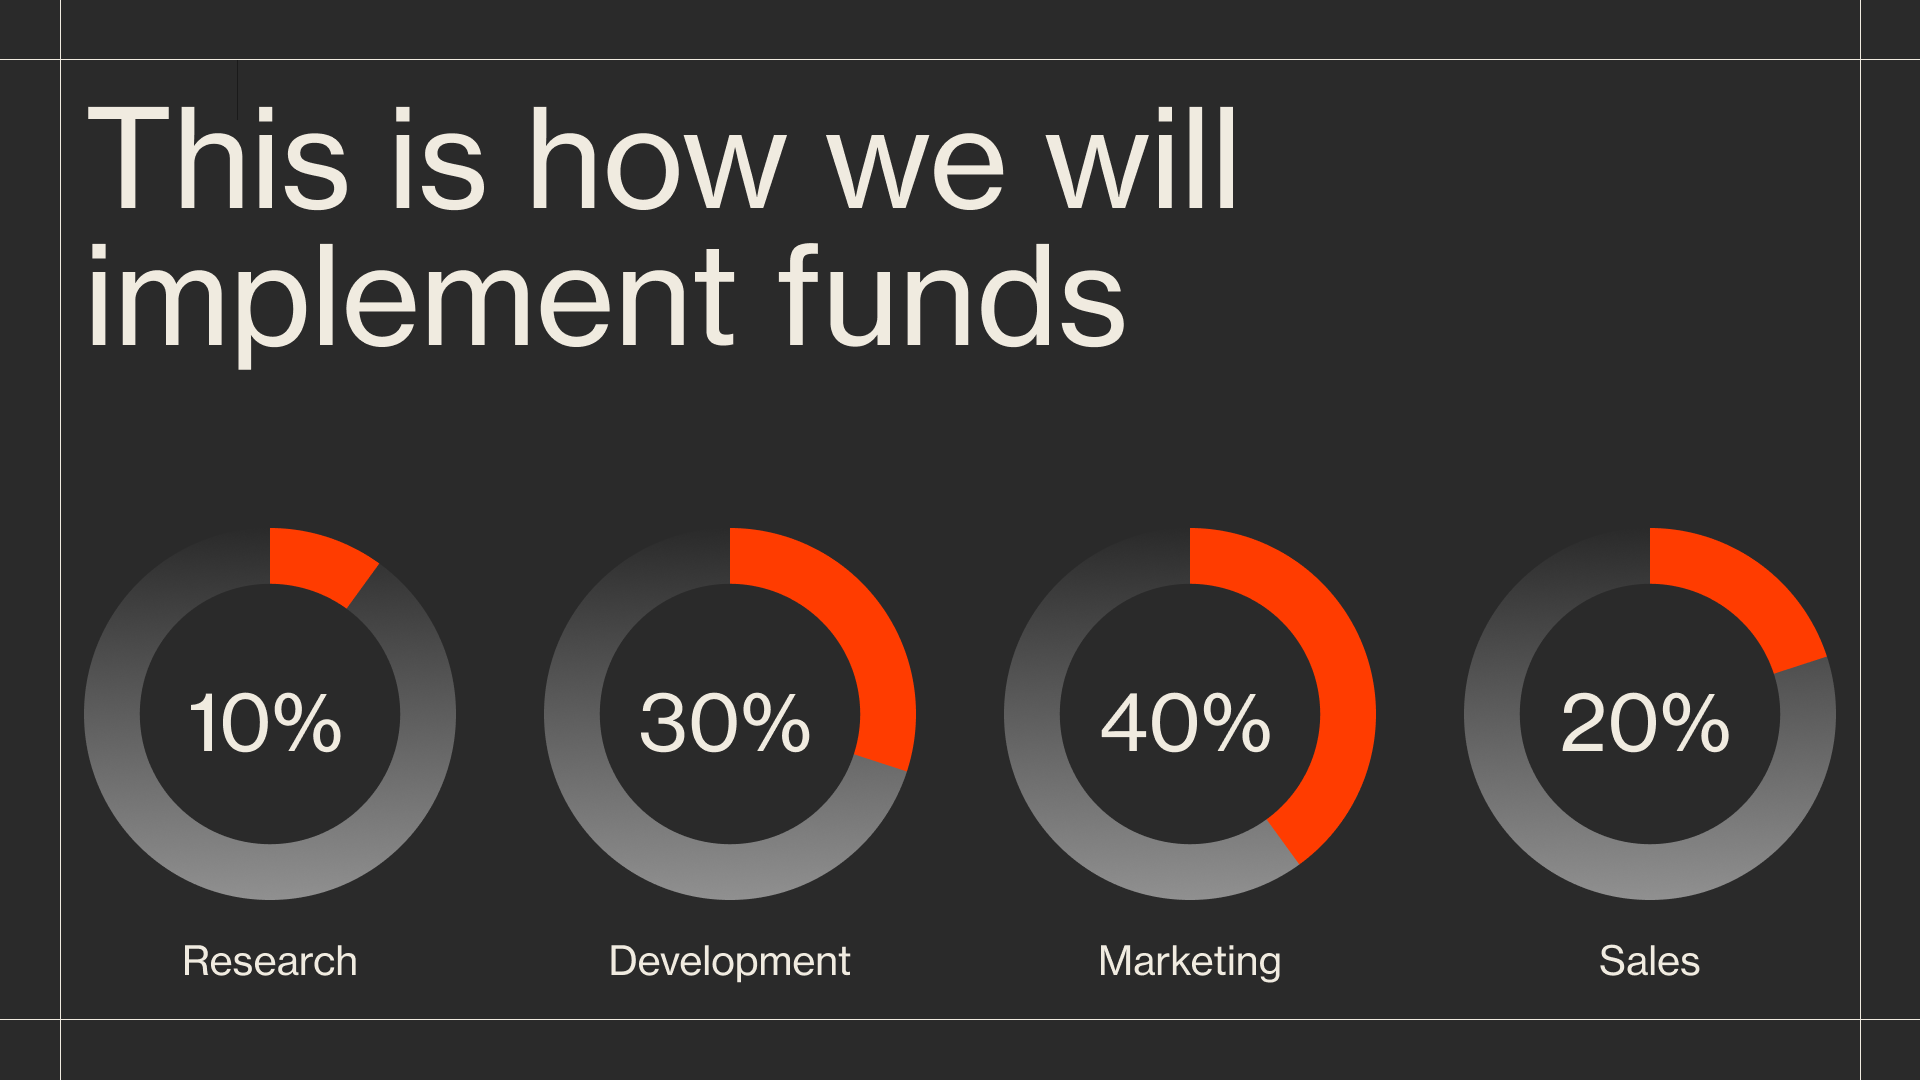 This is how we will
implement funds
10%
30%
40%
20%
Research
Development
Marketing
Sales